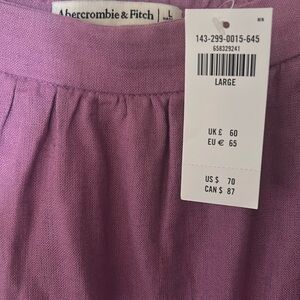 Abercrombie & Fitch | L
143-299-0015-645
658329241
LARGE
UK £ 60
EU € 65
US $ 70
CAN $ 87